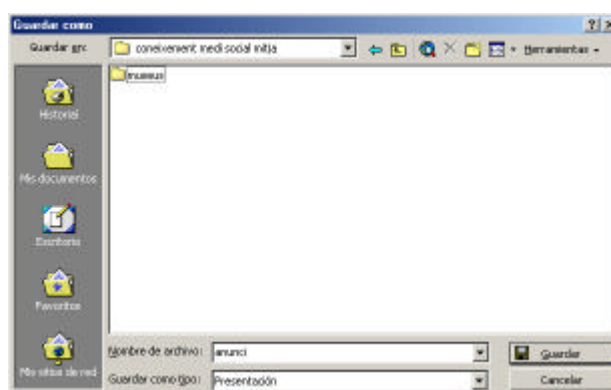 Guardar como
Guardar en: coneixement medi social mitja Herramientas
museus
Historial
Mis documentos
Escritorio
Favoritos
Mis sitios de red
Nombre de archivo: anunci Guardar
Guardar como tipo: Presentación Cancelar